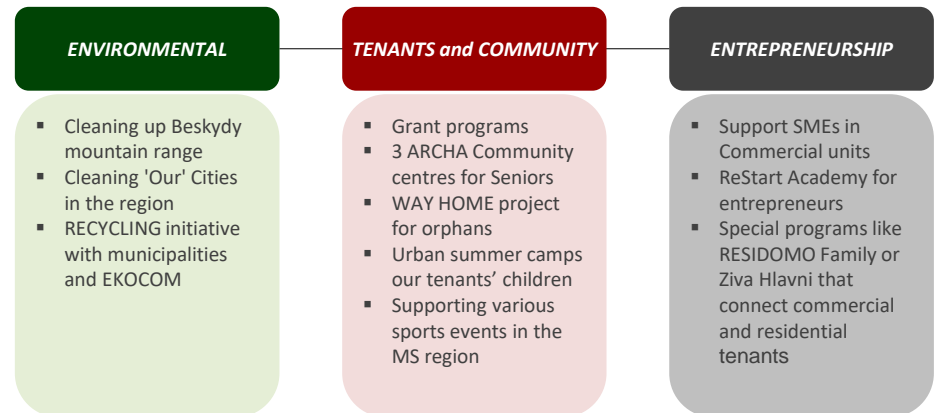 ENVIRONMENTAL
▪ Cleaning up Beskydy
mountain range
▪ Cleaning 'Our' Cities
in the region
▪ RECYCLING initiative
with municipalities
and EKOCOM
TENANTS and COMMUNITY
▪ Grant programs
▪ 3 ARCHA Community
centres for Seniors
▪ WAY HOME project
for orphans
▪ Urban summer camps
our tenants’ children
▪ Supporting various
sports events in the
MS region
ENTREPRENEURSHIP
▪ Support SMEs in
Commercial units
▪ ReStart Academy for
entrepreneurs
▪ Special programs like
RESIDOMO Family or
Ziva Hlavni that
connect commercial
and residential
tenants